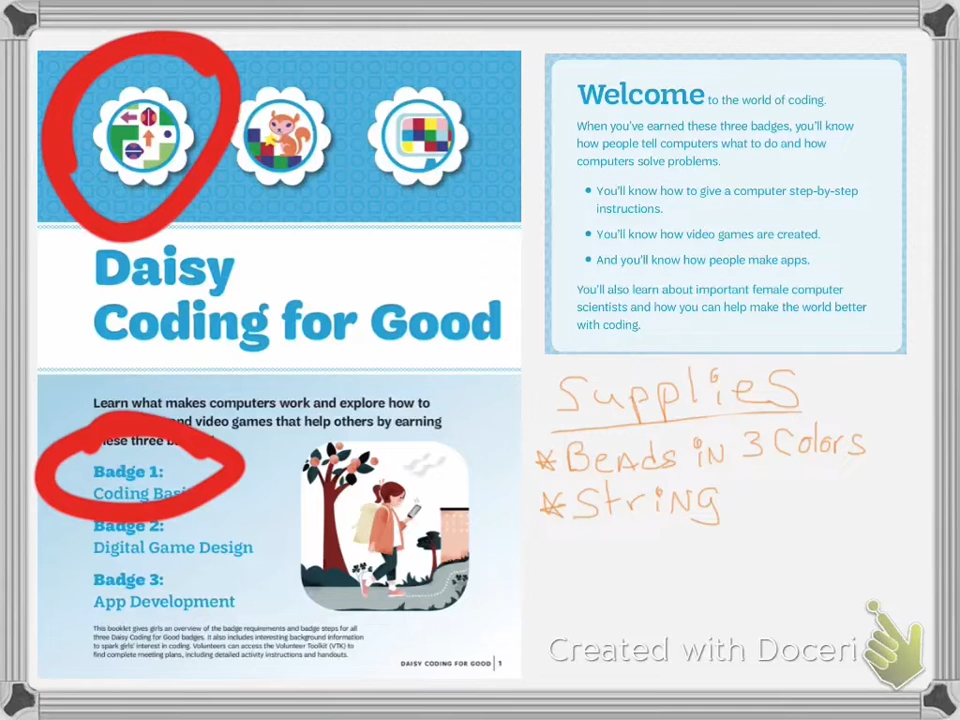 Daisy
Coding for Good
Learn what makes computers work and explore how to
and video games that help others by earning
these three
Badge 1:
Coding
Badge 2:
Digital Game Design
Badge 3:
App Development
This booklet gives girls an overview of the badge requirements and badge steps for all
three Daisy Coding for Good badges. It also includes interesting background information
to spark girls' interest in coding. Volunteers can access the Volunteer Toolkit (VTK) to
find complete meeting plans, including detailed activity instructions and handouts.
DAISY CODING FOR GOOD | 1
Welcome to the world of coding.
When you've earned these three badges, you'll know
how people tell computers what to do and how
computers solve problems.
• You'll know how to give a computer step-by-step
instructions.
• You'll know how video games are created.
• And you'll know how people make apps.
You'll also learn about important female computer
scientists and how you can help make the world better
with coding.
Supplies
* Beads in 3 Colors
* String
Created with Doceri